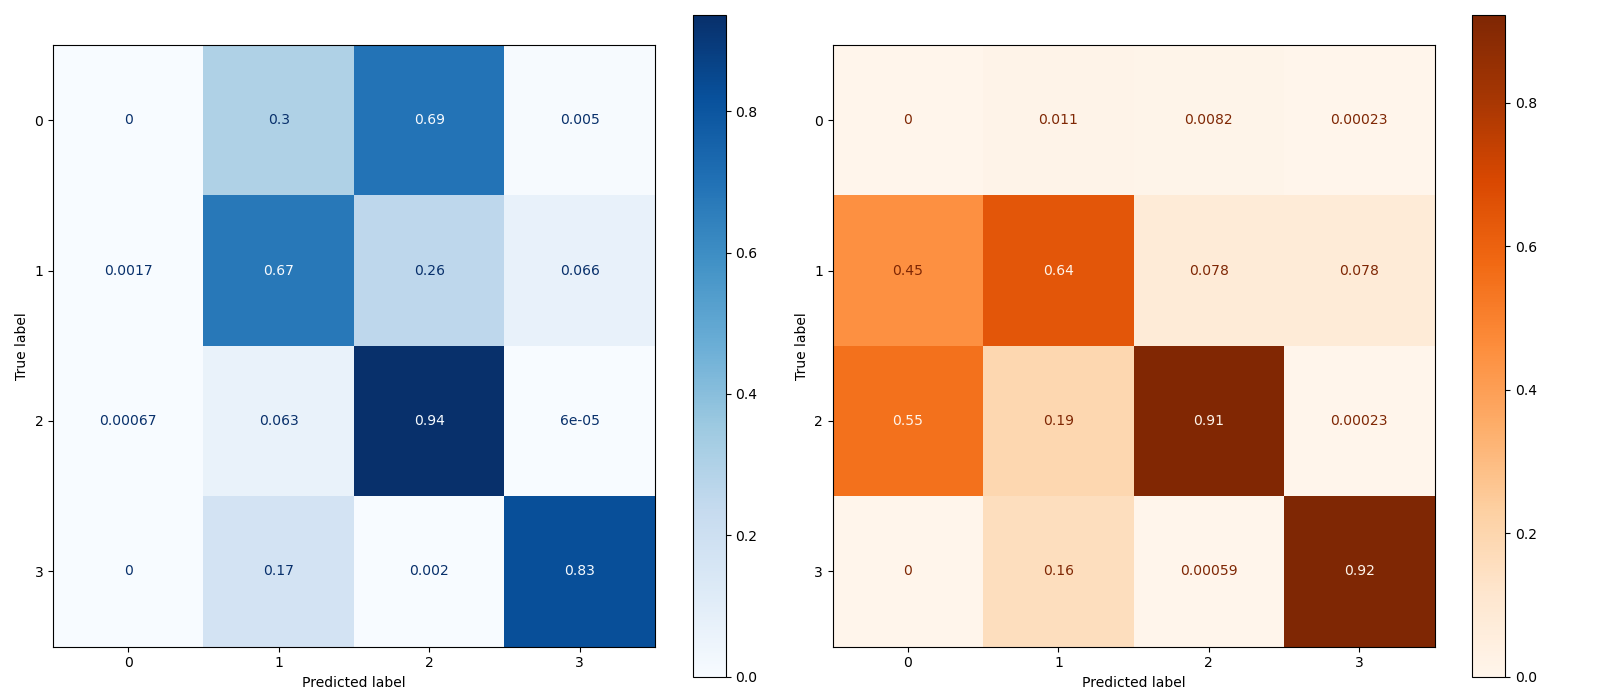 0 0 0.3 0.69 0.005
1 0.0017 0.67 0.26 0.066
2 0.00067 0.063 0.94 6e-05
3 0 0.17 0.002 0.83
0 1 2 3
Predicted label
True label
0.8
0.6
0.4
0.2
0.0
0 0 0.011 0.0082 0.00023
1 0.45 0.64 0.078 0.078
2 0.55 0.19 0.91 0.00023
3 0 0.16 0.00059 0.92
0 1 2 3
Predicted label
True label
0.8
0.6
0.4
0.2
0.0